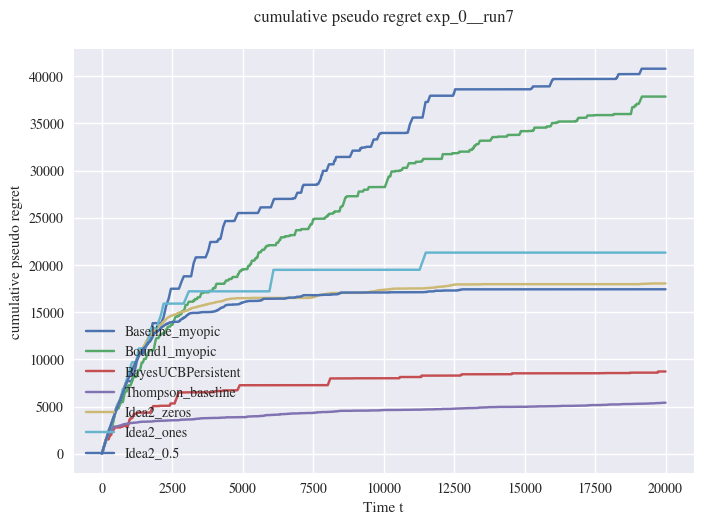 cumulative pseudo regret exp_0__run7
40000
35000
30000
25000
20000
15000
10000
5000
0
cumulative pseudo regret
Baseline_myopic
Bound1_myopic
BayesUCBPersistent
Thompson_baseline
Idea2_zeros
Idea2_ones
Idea2_0.5
0 2500 5000 7500 10000 12500 15000 17500 20000
Time t